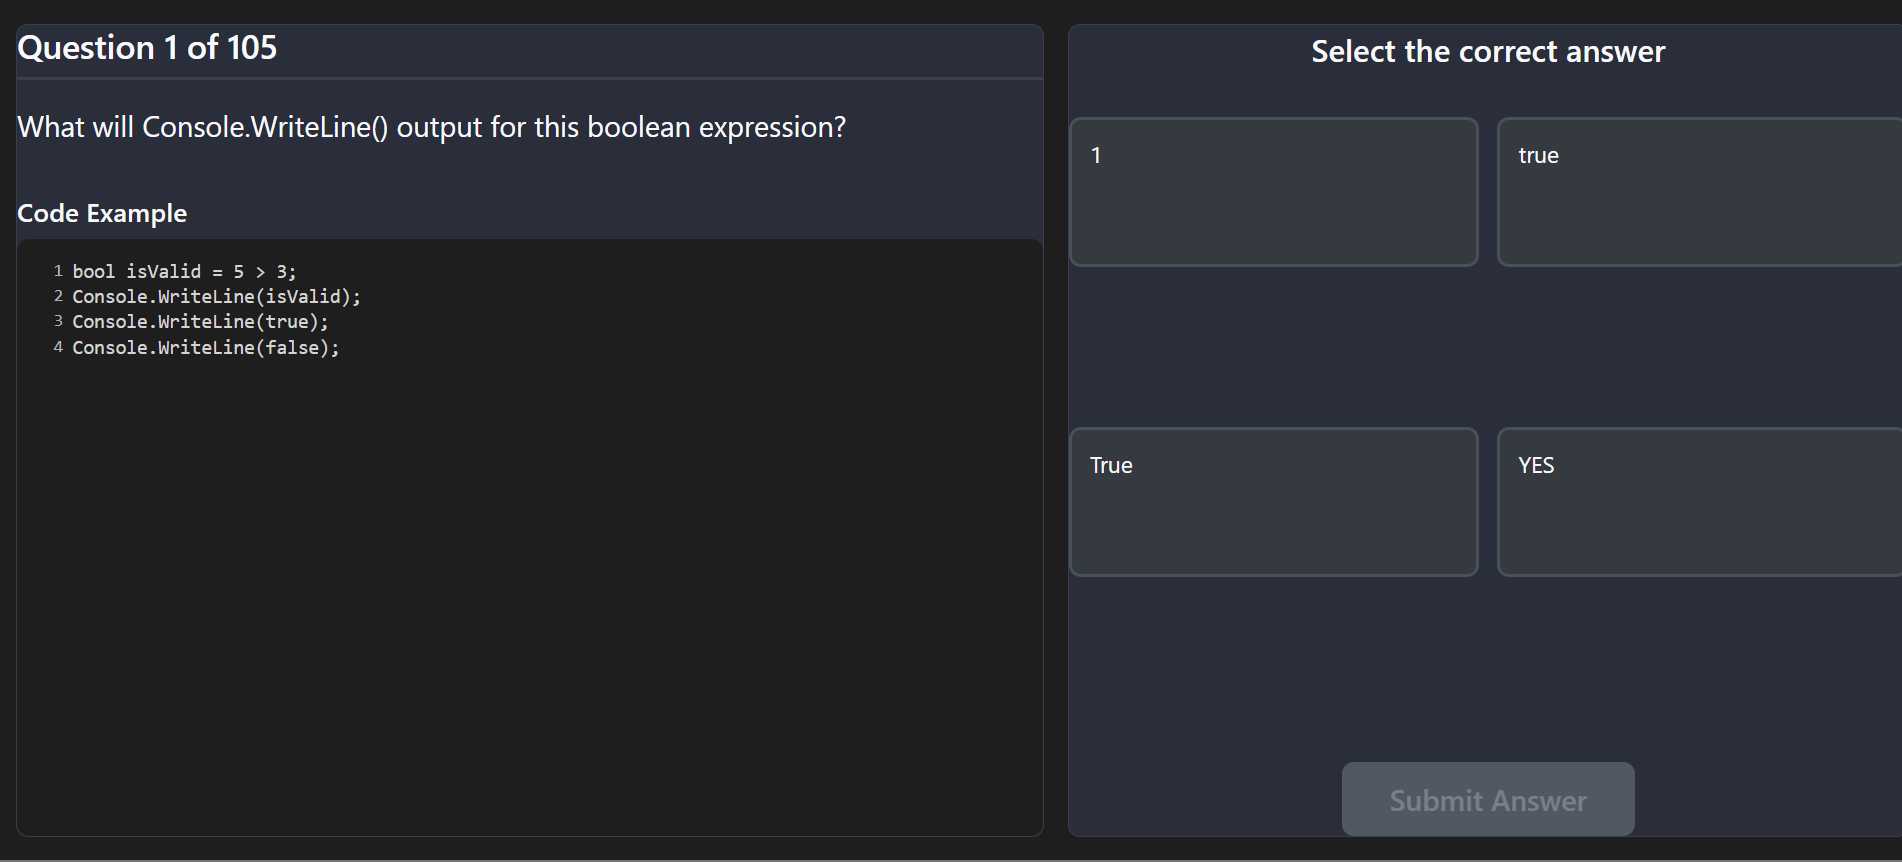 Question 1 of 105
What will Console.WriteLine() output for this boolean expression?
Code Example
1 bool isValid = 5 > 3;
2 Console.WriteLine(isValid);
3 Console.WriteLine(true);
4 Console.WriteLine(false);
Select the correct answer
1
true
True
YES
Submit Answer